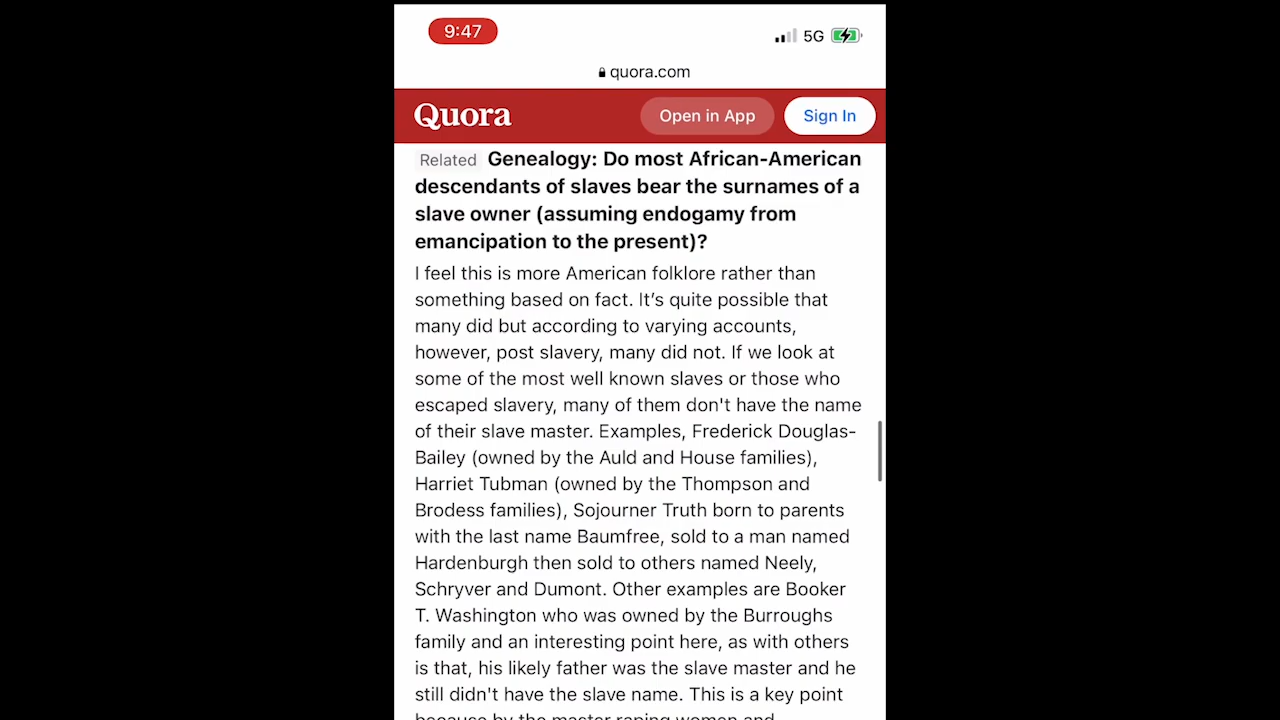 9:47
5G
quora.com
Quora
Open in App
Sign In
Related Genealogy: Do most African-American
descendants of slaves bear the surnames of a
slave owner (assuming endogamy from
emancipation to the present)?
I feel this is more American folklore rather than
something based on fact. It’s quite possible that
many did but according to varying accounts,
however, post slavery, many did not. If we look at
some of the most well known slaves or those who
escaped slavery, many of them don't have the name
of their slave master. Examples, Frederick Douglas-
Bailey (owned by the Auld and House families),
Harriet Tubman (owned by the Thompson and
Brodess families), Sojourner Truth born to parents
with the last name Baumfree, sold to a man named
Hardenburgh then sold to others named Neely,
Schryver and Dumont. Other examples are Booker
T. Washington who was owned by the Burroughs
family and an interesting point here, as with others
is that, his likely father was the slave master and he
still didn't have the slave name. This is a key point
because by the master raping women and